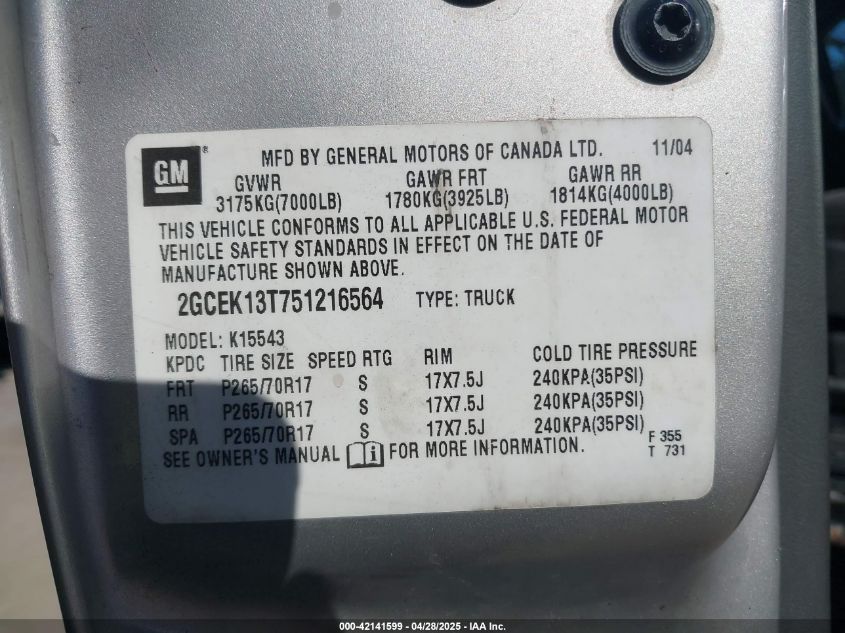 GM ® MFD BY GENERAL MOTORS OF CANADA LTD. 11/04
GVWR GAWR FRT GAWR RR
3175KG(7000LB) 1780KG(3925LB) 1814KG(4000LB)
THIS VEHICLE CONFORMS TO ALL APPLICABLE U.S. FEDERAL MOTOR
VEHICLE SAFETY STANDARDS IN EFFECT ON THE DATE OF
MANUFACTURE SHOWN ABOVE.
2GCEK13T751216564 TYPE: TRUCK
MODEL: K15543
KPDC TIRE SIZE SPEED RTG RIM COLD TIRE PRESSURE
FRT P265/70R17 S 17X7.5J 240KPA(35PSI)
RR P265/70R17 S 17X7.5J 240KPA(35PSI)
SPA P265/70R17 S 17X7.5J 240KPA(35PSI)
SEE OWNER'S MANUAL i FOR MORE INFORMATION.
F 355
T 731
000-42141599 - 04/28/2025 - IAA Inc.